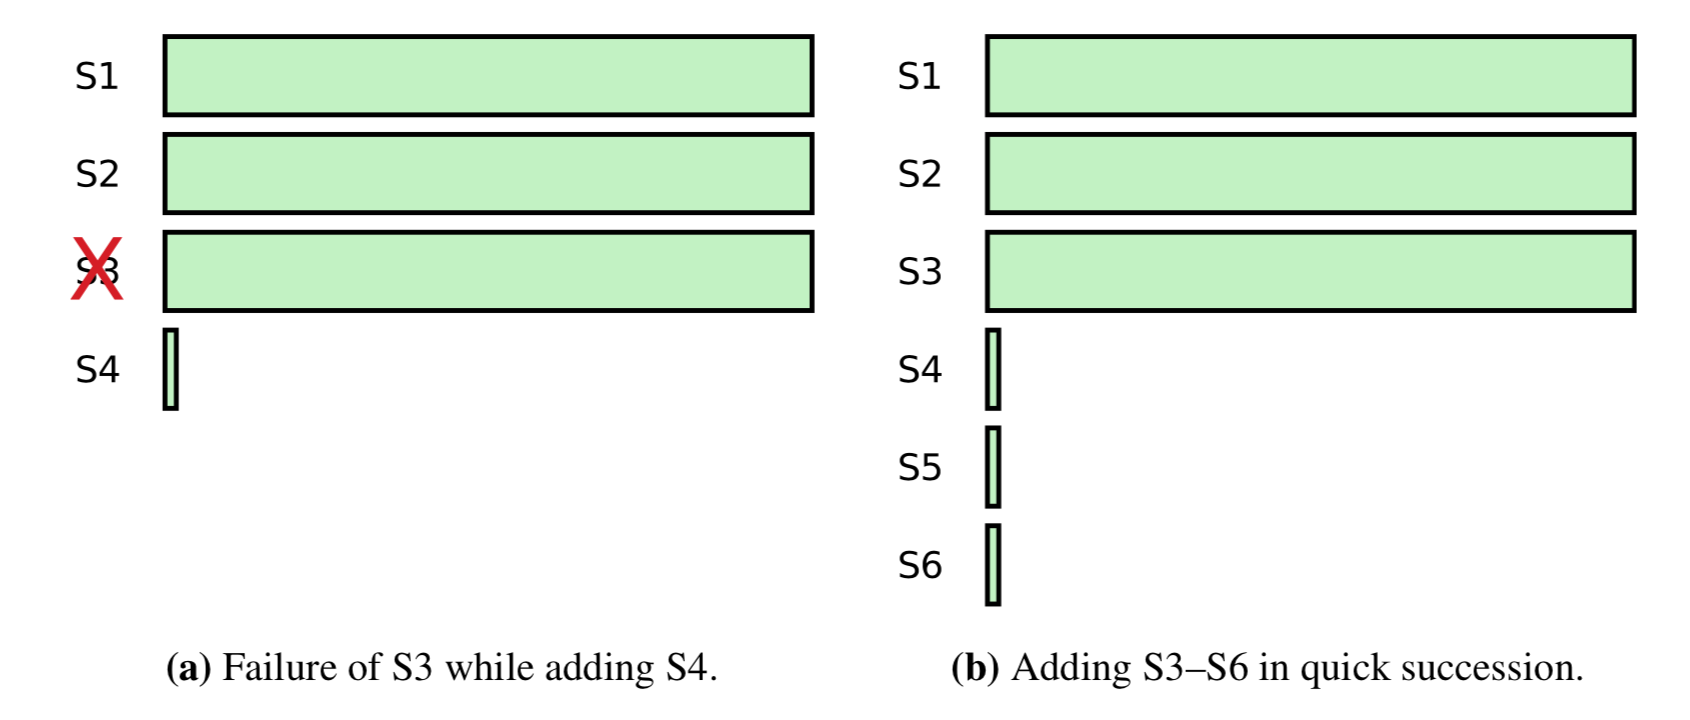 S1
S2
S3
S4
(a) Failure of S3 while adding S4.
S1
S2
S3
S4
S5
S6
(b) Adding S3–S6 in quick succession.